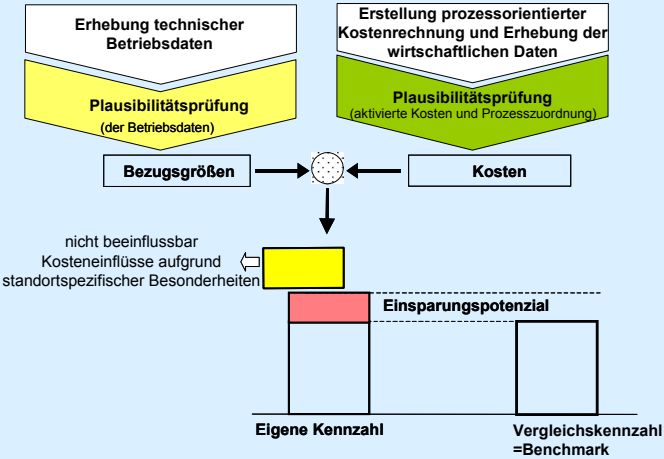 Erhebung technischer
Betriebsdaten
Plausibilitätsprüfung
(der Betriebsdaten)
Erstellung prozessorientierter
Kostenrechnung und Erhebung der
wirtschaftlichen Daten
Plausibilitätsprüfung
(aktivierte Kosten und Prozesszuordnung)
Bezugsgrößen
Kosten
nicht beeinflussbar
Kosteneinflüsse aufgrund
standortspezifischer Besonderheiten
Einsparungspotenzial
Eigene Kennzahl
Vergleichskennzahl
=Benchmark